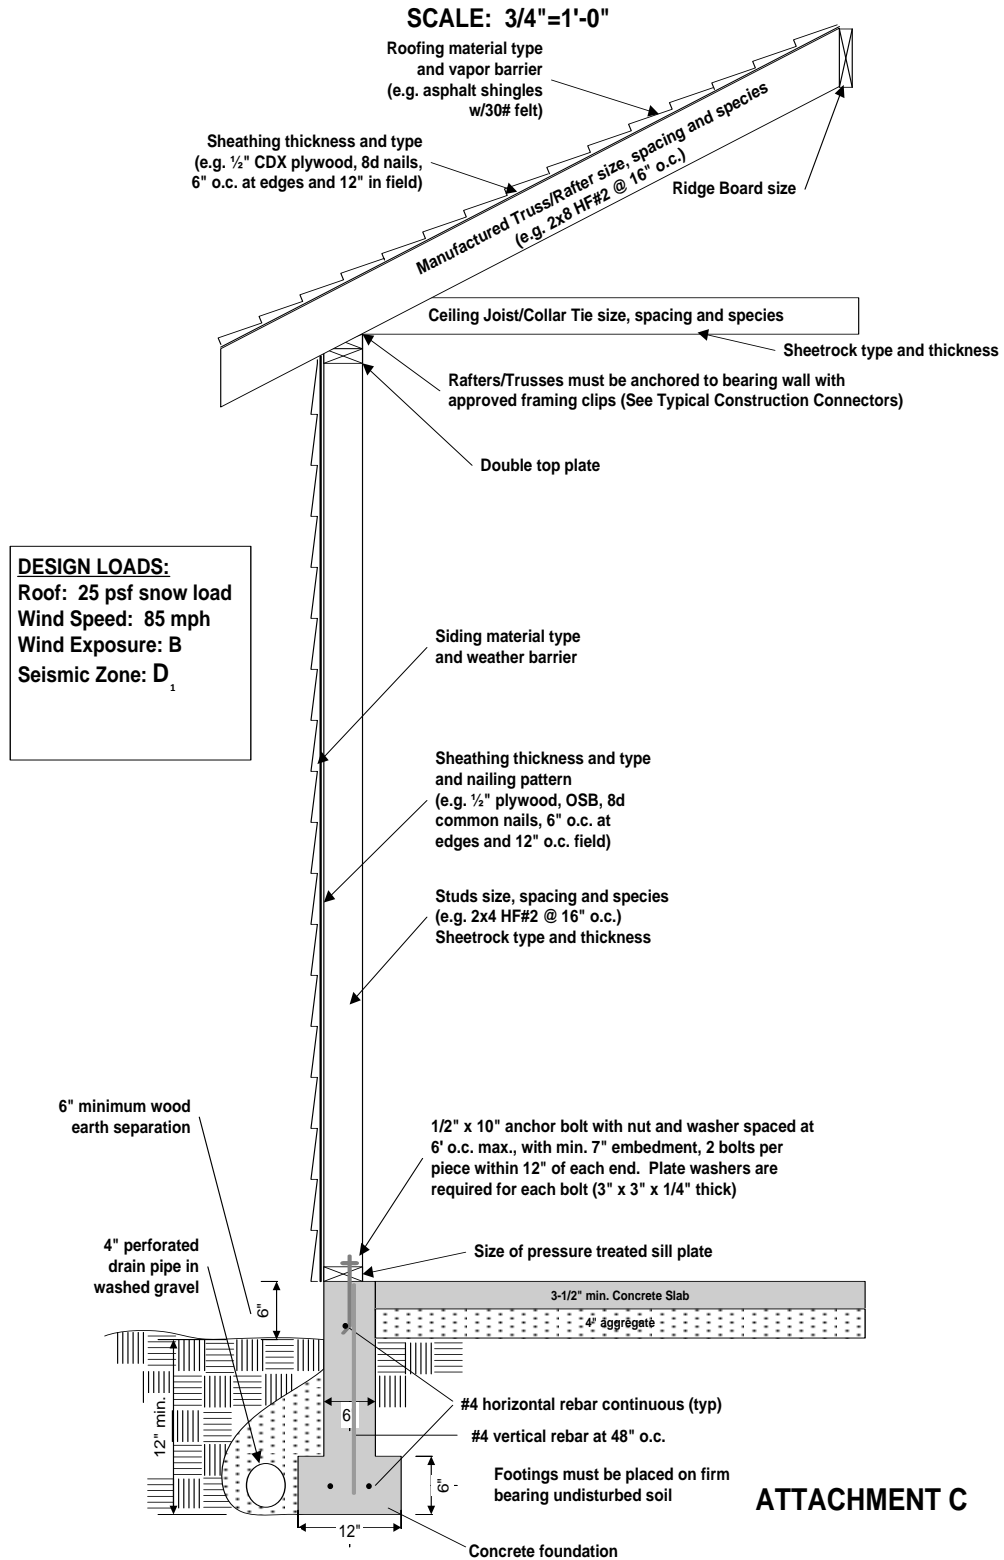 SCALE: 3/4"=1'-0"
Roofing material type
and vapor barrier
(e.g. asphalt shingles
w/30# felt)
Sheathing thickness and type
(e.g. ½" CDX plywood, 8d nails,
6" o.c. at edges and 12" in field)
Manufactured Truss/Rafter size, spacing and species
(e.g. 2x8 HF#2 @ 16" o.c.)
Ridge Board size
Ceiling Joist/Collar Tie size, spacing and species
Sheetrock type and thickness
Rafters/Trusses must be anchored to bearing wall with
approved framing clips (See Typical Construction Connectors)
Double top plate
DESIGN LOADS:
Roof: 25 psf snow load
Wind Speed: 85 mph
Wind Exposure: B
Seismic Zone: D1
Siding material type
and weather barrier
Sheathing thickness and type
and nailing pattern
(e.g. ½" plywood, OSB, 8d
common nails, 6" o.c. at
edges and 12" o.c. field)
Studs size, spacing and species
(e.g. 2x4 HF#2 @ 16" o.c.)
Sheetrock type and thickness
6" minimum wood
earth separation
1/2" x 10" anchor bolt with nut and washer spaced at
6' o.c. max., with min. 7" embedment, 2 bolts per
piece within 12" of each end. Plate washers are
required for each bolt (3" x 3" x 1/4" thick)
4" perforated
drain pipe in
washed gravel
Size of pressure treated sill plate
3-1/2" min. Concrete Slab
4" aggregate
6"
12" min.
6
#4 horizontal rebar continuous (typ)
#4 vertical rebar at 48" o.c.
6"
Footings must be placed on firm
bearing undisturbed soil
ATTACHMENT C
12"
Concrete foundation